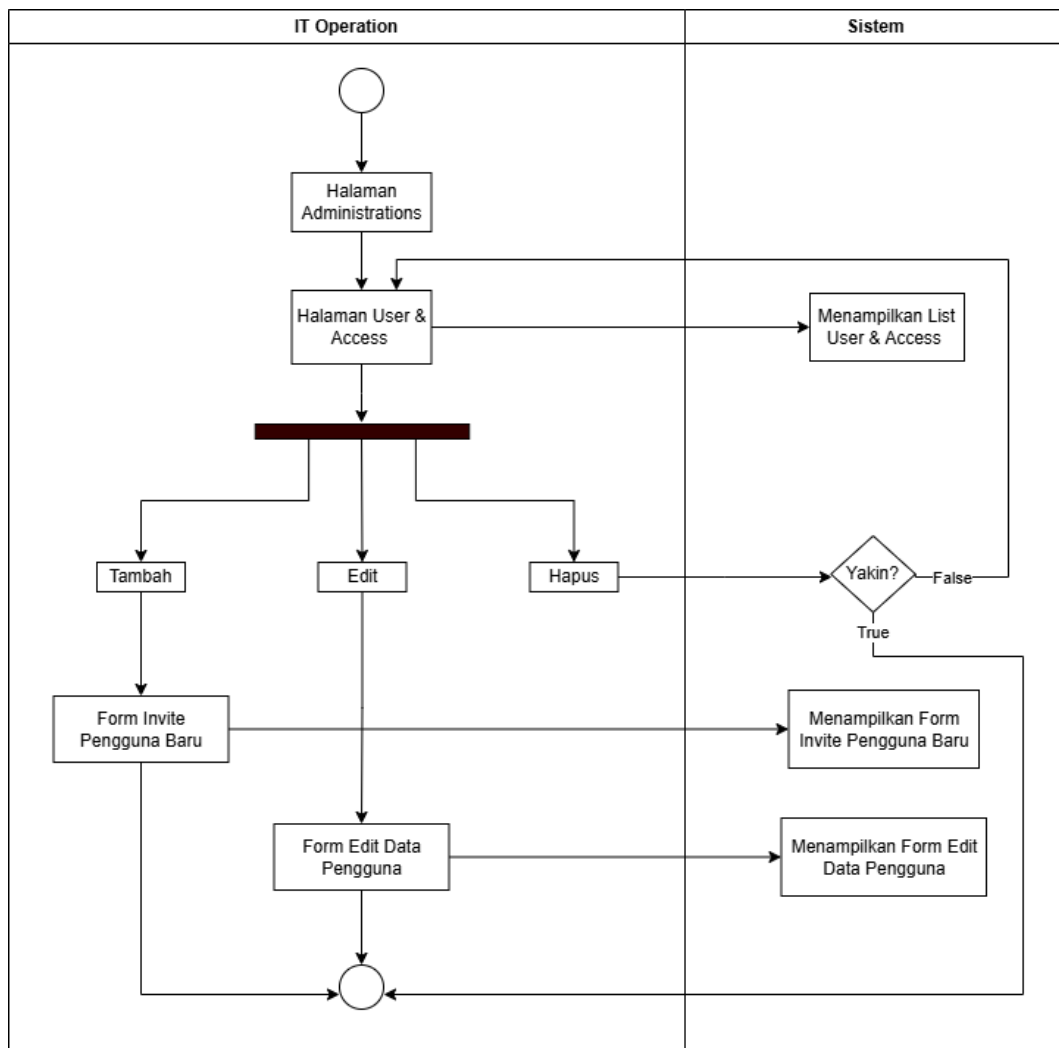 IT Operation
Sistem
Halaman
Administrations
Halaman User &
Access
Menampilkan List
User & Access
Tambah
Edit
Hapus
Yakin?
False
True
Form Invite
Pengguna Baru
Menampilkan Form
Invite Pengguna Baru
Form Edit Data
Pengguna
Menampilkan Form Edit
Data Pengguna